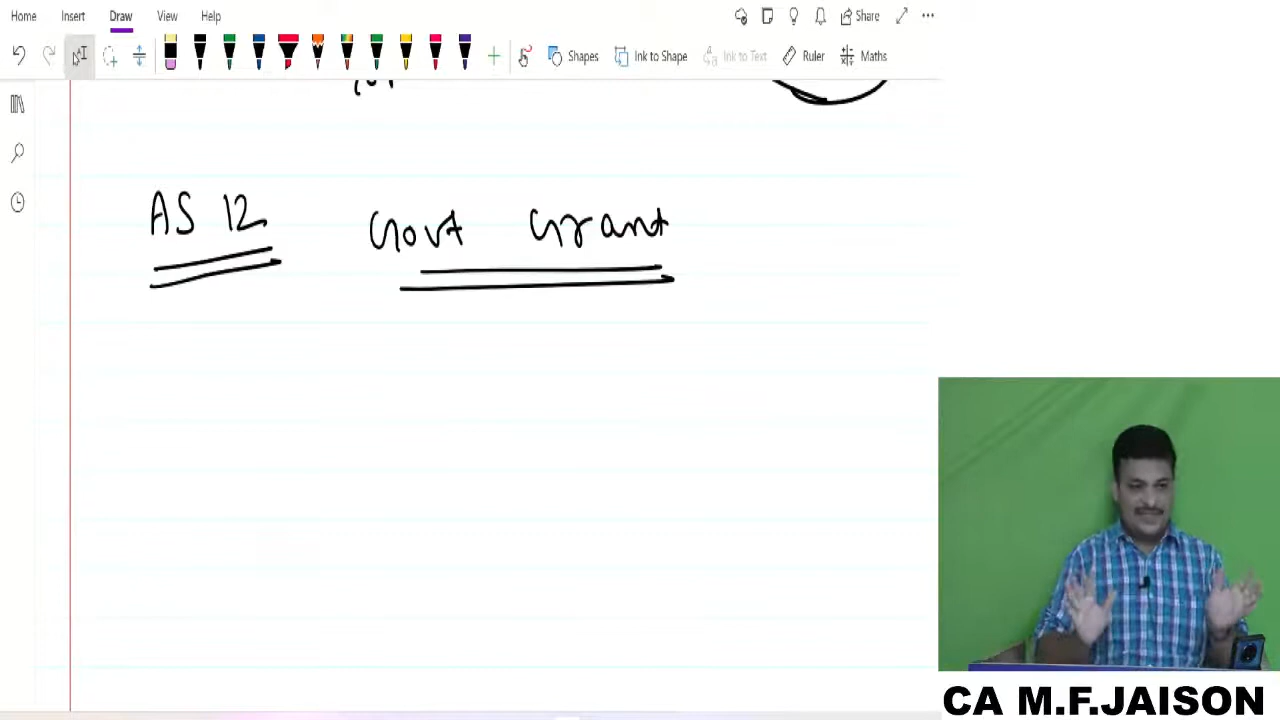 Home Insert Draw View Help
Share
Shapes Ink to Shape Ink to Text Ruler Maths
AS 12 Govt Grant
CA M.F.JAISON